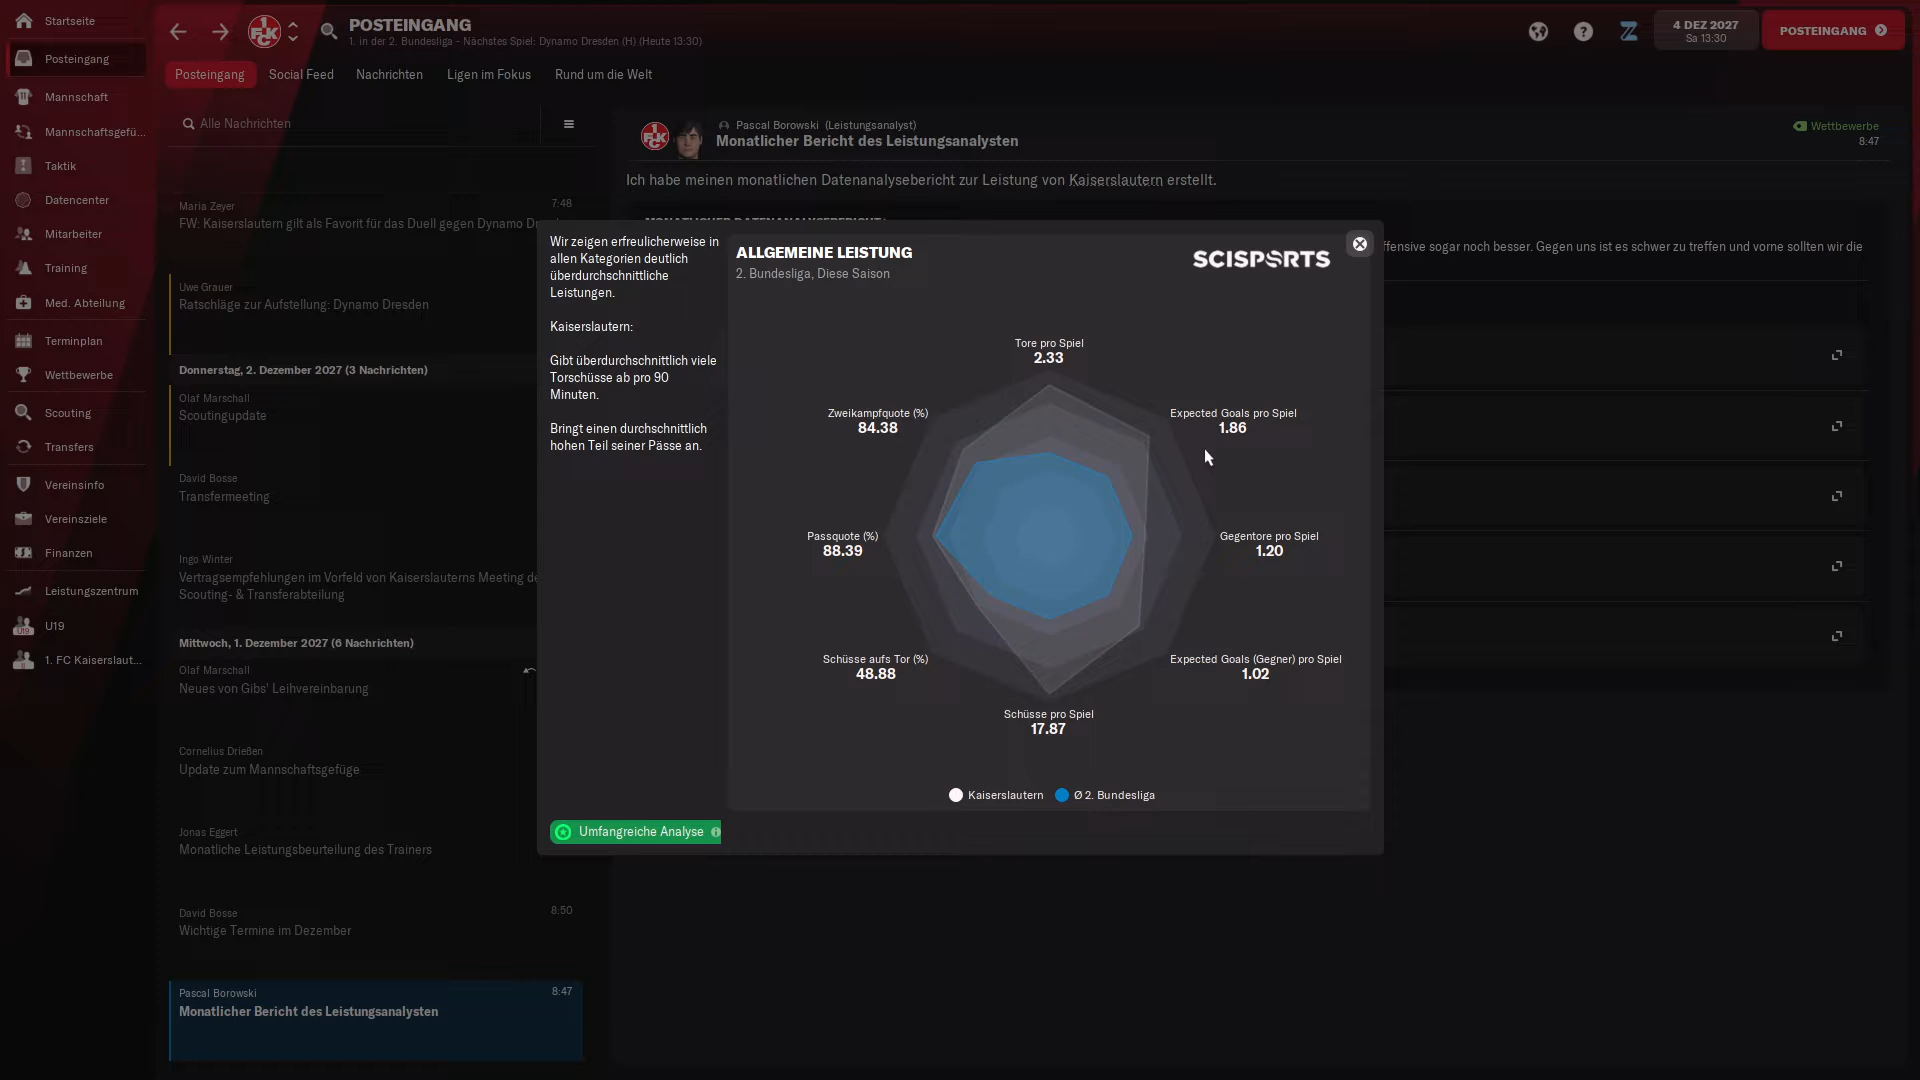 Startseite
Posteingang
Mannschaft
Mannschaftsgefü...
Taktik
Datencenter
Mitarbeiter
Training
Med. Abteilung
Terminplan
Wettbewerbe
Scouting
Transfers
Vereinsinfo
Vereinsziele
Finanzen
Leistungszentrum
U19
1. FC Kaiserslaut...
POSTEINGANG
1. in der 2. Bundesliga - Nächstes Spiel: Dynamo Dresden (H) (Heute 13:30)
4 DEZ 2027
Sa 13:30
POSTEINGANG
Posteingang
Social Feed
Nachrichten
Ligen im Fokus
Rund um die Welt
Alle Nachrichten
Maria Zeyer
7:48
FW: Kaiserslautern gilt als Favorit für das Duell gegen Dynamo
Uwe Grauer
Ratschläge zur Aufstellung: Dynamo Dresden
Donnerstag, 2. Dezember 2027 (3 Nachrichten)
Olaf Marschall
Scoutingupdate
David Bosse
Transfermeeting
Ingo Winter
Vertragsempfehlungen im Vorfeld von Kaiserslauterns Meeting
Scouting- & Transferabteilung
Mittwoch, 1. Dezember 2027 (6 Nachrichten)
Olaf Marschall
Neues von Gibs' Leihvereinbarung
Cornelius Drießen
Update zum Mannschaftsgefüge
Jonas Eggert
Monatliche Leistungsbeurteilung des Trainers
David Bosse
8:50
Wichtige Termine im Dezember
Pascal Borowski
8:47
Monatlicher Bericht des Leistungsanalysten
Pascal Borowski (Leistungsanalyst)
Monatlicher Bericht des Leistungsanalysten
Wettbewerbe
8:47
Ich habe meinen monatlichen Datenanalysebericht zur Leistung von Kaiserslautern erstellt.
MONATLICHER DATENANALYSEBERICHT:
ffensive sogar noch besser. Gegen uns ist es schwer zu treffen und vorne sollten wir die
Wir zeigen erfreulicherweise in
allen Kategorien deutlich
überdurchschnittliche
Leistungen.
Kaiserslautern:
Gibt überdurchschnittlich viele
Torschüsse ab pro 90
Minuten.
Bringt einen durchschnittlich
hohen Teil seiner Pässe an.
Umfangreiche Analyse
ALLGEMEINE LEISTUNG
2. Bundesliga, Diese Saison
SCISPORTS
Tore pro Spiel
2.33
Zweikampfquote (%)
84.38
Expected Goals pro Spiel
1.86
Passquote (%)
88.39
Gegentore pro Spiel
1.20
Schüsse aufs Tor (%)
48.88
Expected Goals (Gegner) pro Spiel
1.02
Schüsse pro Spiel
17.87
Kaiserslautern
Ø 2. Bundesliga